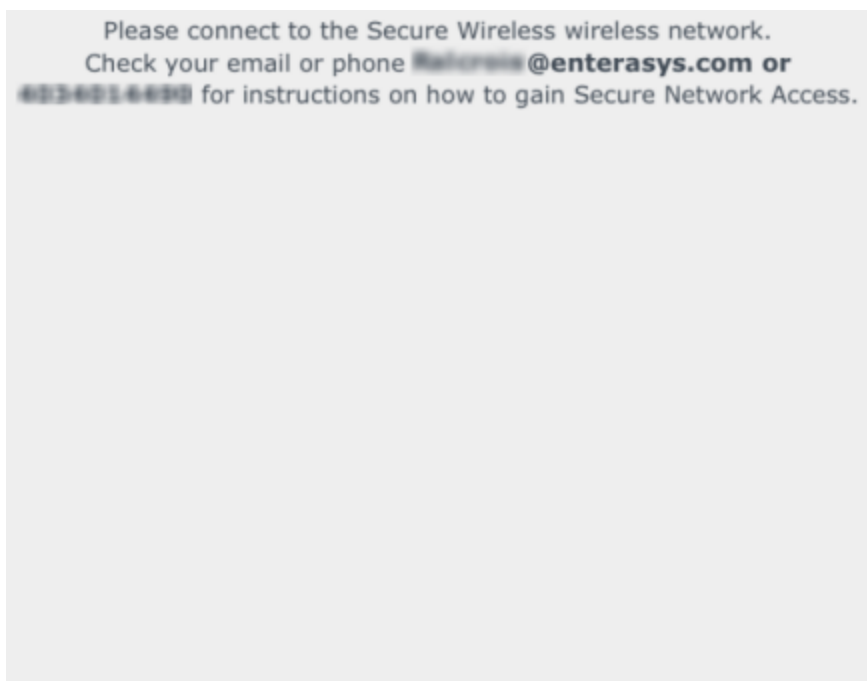 Please connect to the Secure Wireless wireless network.
Check your email or phone @enterasys.com or
for instructions on how to gain Secure Network Access.